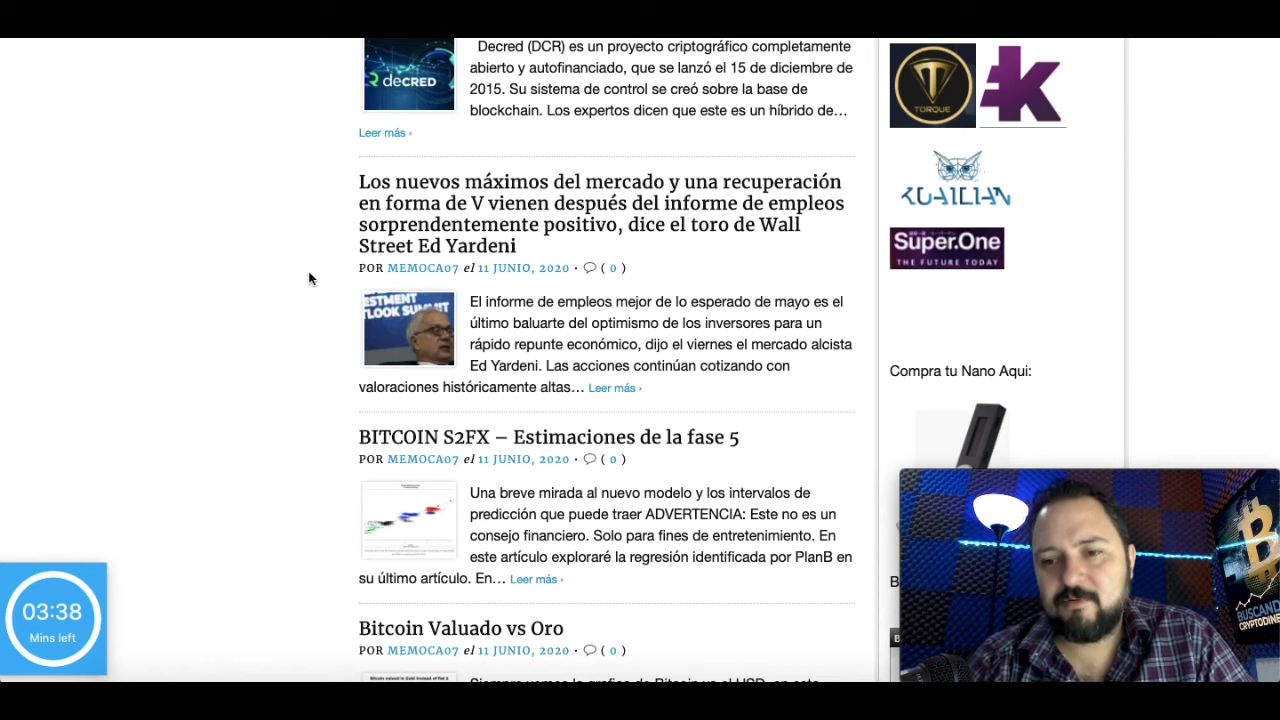 Decred (DCR) es un proyecto criptográfico completamente
abierto y autofinanciado, que se lanzó el 15 de diciembre de
2015. Su sistema de control se creó sobre la base de
blockchain. Los expertos dicen que este es un híbrido de…
Leer más ›
DECRED
Los nuevos máximos del mercado y una recuperación
en forma de V vienen después del informe de empleos
sorprendentemente positivo, dice el toro de Wall
Street Ed Yardeni
POR MEMOCA07 el 11 JUNIO, 2020 • ( 0 )
ESTMENT
TLOOK SUMMIT
El informe de empleos mejor de lo esperado de mayo es el
último baluarte del optimismo de los inversores para un
rápido repunte económico, dijo el viernes el mercado alcista
Ed Yardeni. Las acciones continúan cotizando con
valoraciones históricamente altas… Leer más ›
BITCOIN S2FX – Estimaciones de la fase 5
POR MEMOCA07 el 11 JUNIO, 2020 • ( 0 )
Una breve mirada al nuevo modelo y los intervalos de
predicción que puede traer ADVERTENCIA: Este no es un
consejo financiero. Solo para fines de entretenimiento. En
este artículo exploraré la regresión identificada por PlanB en
su último artículo. En… Leer más ›
Bitcoin Valuado vs Oro
POR MEMOCA07 el 11 JUNIO, 2020 • ( 0 )
TORQUE
KUAILIAN
Super.One
THE FUTURE TODAY
Compra tu Nano Aqui:
03:38
Mins left
BUSCAND
CRYPTODINE